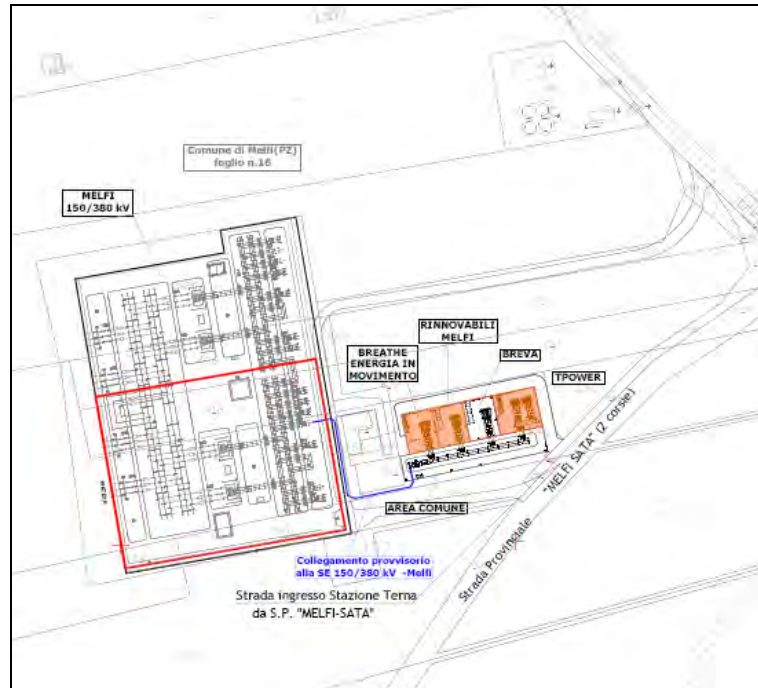 Comune di Melfi(PZ)
foglio n.16
MELFI
150/380 kV
RINNOVABILI
MELFI
BREATHE
ENERGIA IN
MOVIMENTO
BREVA
TPOWER
AREA COMUNE
Collegamento provvisorio
alla SE 150/380 kV -Melfi
Strada ingresso Stazione Terna
da S.P. "MELFI-SATA"
Strada Provinciale "MELFI SATA" (2 corsie)